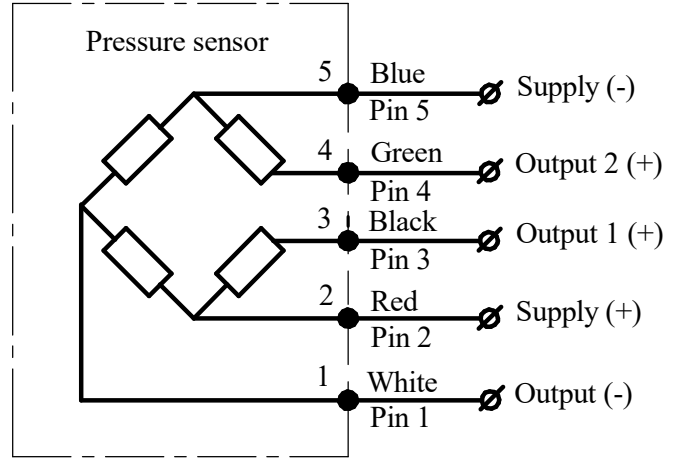 Pressure sensor
5 Blue Supply (-)
Pin 5
4 Green Output 2 (+)
Pin 4
3 Black Output 1 (+)
Pin 3
2 Red Supply (+)
Pin 2
1 White Output (-)
Pin 1